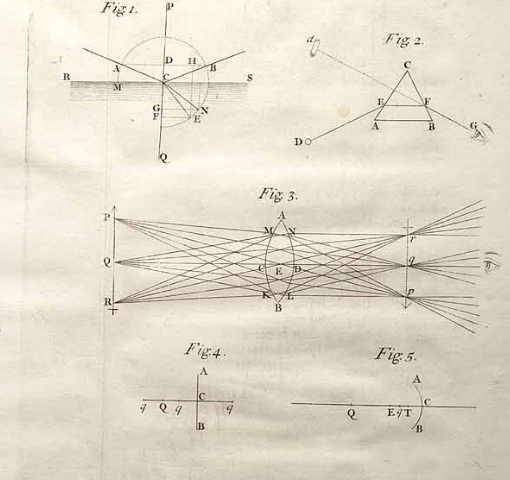 Fig 1.
P
A D H B
R C S
M
G N
F E
Q
Fig 2.
d
C
E F
G
A B
D
Fig. 3.
P A
M N r
Q C E D q
R K L p
B
Fig. 4.
A
q Q q C q
B
Fig. 5.
A
C
Q E q T
B